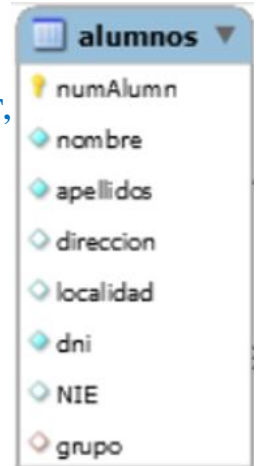 alumnos
numAlumn
nombre
apellidos
direccion
localidad
dni
NIE
grupo